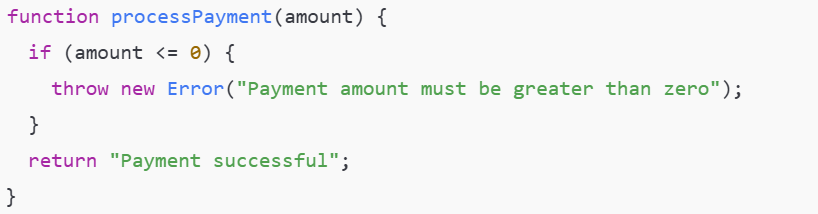 function processPayment(amount) {
  if (amount <= 0) {
    throw new Error("Payment amount must be greater than zero");
  }
  return "Payment successful";
}